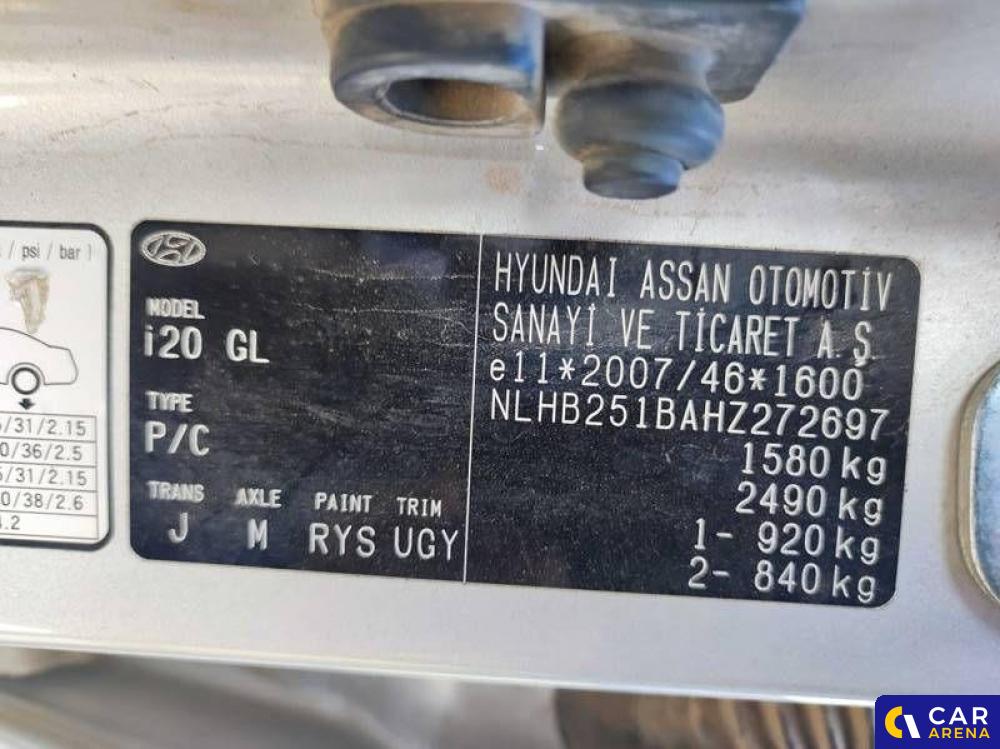 / psi / bar )
/31/2.15
0/36/2.5
/31/2.15
0/38/2.6
.2
MODEL
i20 GL
TYPE
P/C
TRANS AXLE PAINT TRIM
J M RYS UGY
HYUNDAI ASSAN OTOMOTİV
SANAYİ VE TİCARET A.Ş.
e11*2007/46*1600
NLHB251BAHZ272697
1580 kg
2490 kg
1- 920 kg
2- 840 kg
CAR
ARENA